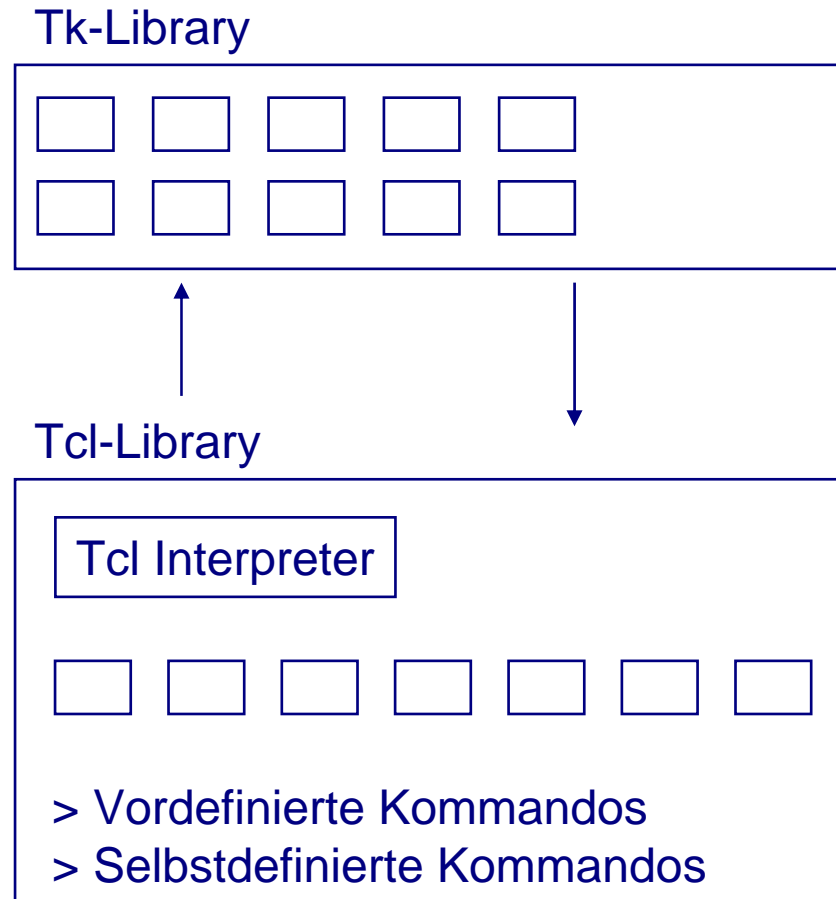 Tk-Library
Tcl-Library
Tcl Interpreter
> Vordefinierte Kommandos
> Selbstdefinierte Kommandos